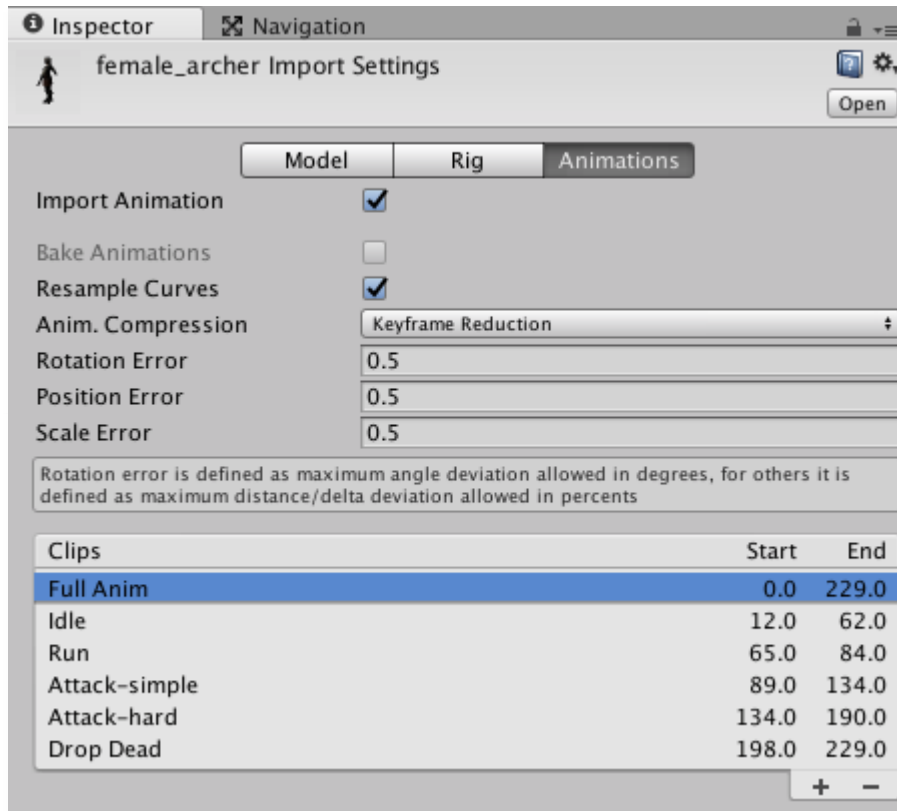 Inspector Navigation
female_archer Import Settings
Open
Model Rig Animations
Import Animation
Bake Animations
Resample Curves
Anim. Compression Keyframe Reduction
Rotation Error 0.5
Position Error 0.5
Scale Error 0.5
Rotation error is defined as maximum angle deviation allowed in degrees, for others it is
defined as maximum distance/delta deviation allowed in percents
Clips Start End
Full Anim 0.0 229.0
Idle 12.0 62.0
Run 65.0 84.0
Attack-simple 89.0 134.0
Attack-hard 134.0 190.0
Drop Dead 198.0 229.0
+ −